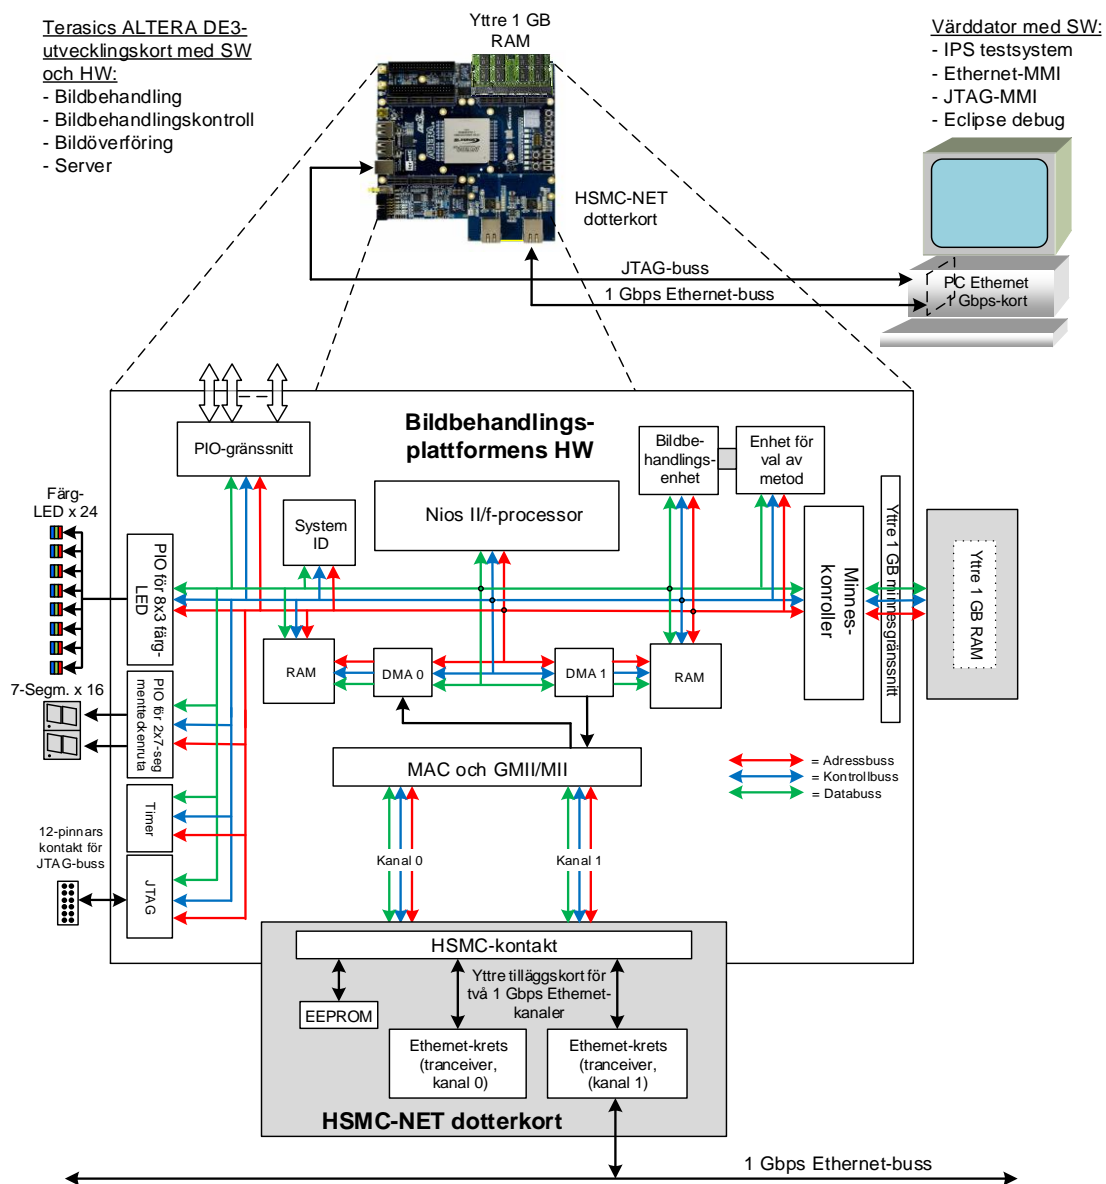 Terasics ALTERA DE3-
utvecklingskort med SW
och HW:
- Bildbehandling
- Bildbehandlingskontroll
- Bildöverföring
- Server
Yttre 1 GB
RAM
Värddator med SW:
- IPS testsystem
- Ethernet-MMI
- JTAG-MMI
- Eclipse debug
HSMC-NET
dotterkort
JTAG-buss
1 Gbps Ethernet-buss
PC Ethernet
1 Gbps-kort
Bildbehandlings-
plattformens HW
PIO-gränssnitt
Bildbe-
handlings-
enhet
Enhet för
val av
metod
Färg-
LED x 24
System
ID
Nios II/f-processor
PIO för
8x3 färg-
LED
Minnes-
konroller
Yttre 1 GB minnesgränssnitt
Yttre 1 GB RAM
RAM
DMA 0
DMA 1
RAM
7-Segm. x 16
PIO för 2x7-seg
mentteckenruta
MAC och GMII/MII
= Adressbuss
= Kontrollbuss
= Databuss
Timer
12-pinnars
kontakt för
JTAG-buss
JTAG
Kanal 0
Kanal 1
HSMC-kontakt
Yttre tilläggskort för
två 1 Gbps Ethernet-
kanaler
EEPROM
Ethernet-krets
(tranceiver,
kanal 0)
Ethernet-krets
(tranceiver,
(kanal 1)
HSMC-NET dotterkort
1 Gbps Ethernet-buss